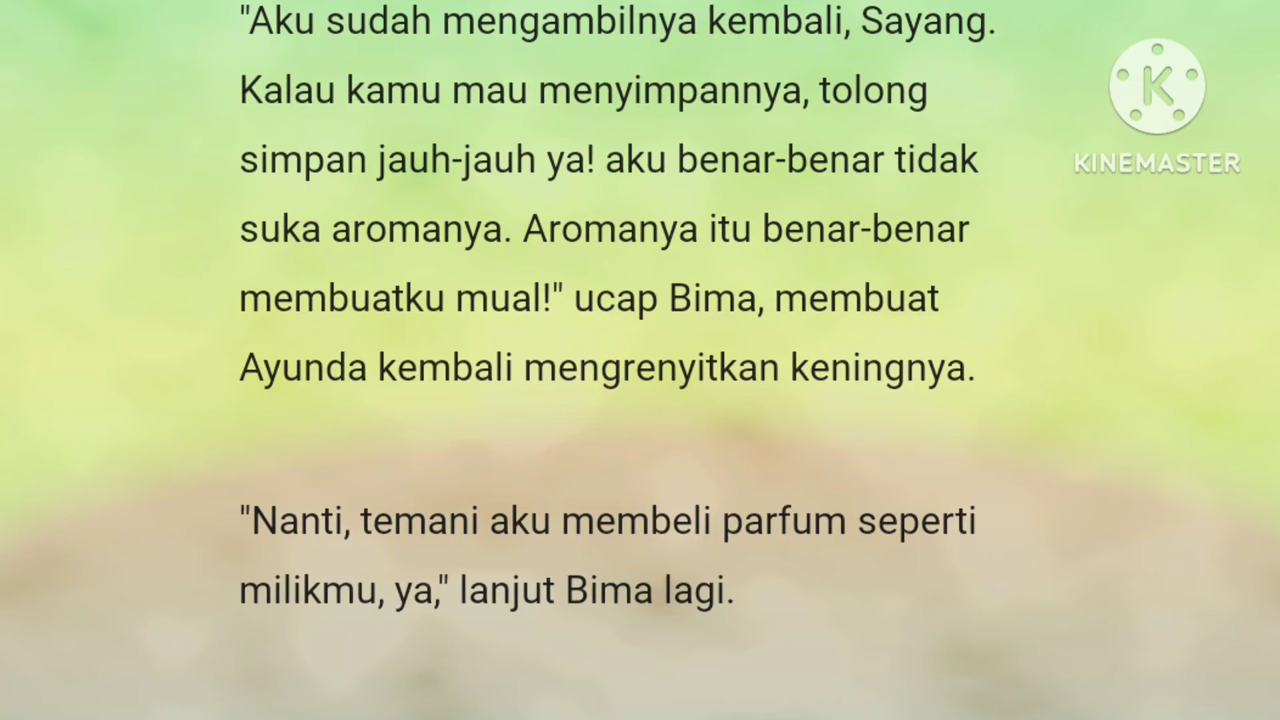 "Aku sudah mengambilnya kembali, Sayang.
Kalau kamu mau menyimpannya, tolong
simpan jauh-jauh ya! aku benar-benar tidak
suka aromanya. Aromanya itu benar-benar
membuatku mual!" ucap Bima, membuat
Ayunda kembali mengrenyitkan keningnya.
"Nanti, temani aku membeli parfum seperti
milikmu, ya," lanjut Bima lagi.
K
KINEMASTER